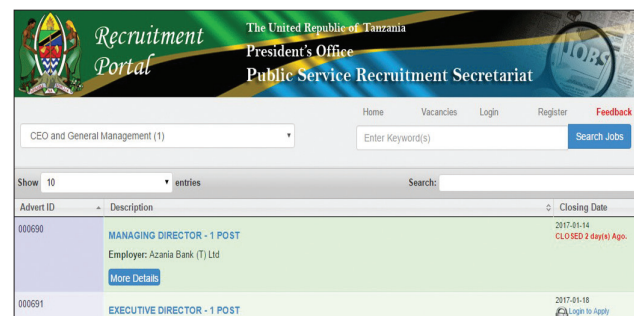 Recruitment
Portal
The United Republic of Tanzania
President's Office
Public Service Recruitment Secretariat
JOBS
Home Vacancies Login Register Feedback
CEO and General Management (1)
Enter Keyword(s)
Search Jobs
Show 10 entries
Search:
Advert ID Description Closing Date
000690
MANAGING DIRECTOR - 1 POST
Employer: Azania Bank (T) Ltd
More Details
2017-01-14
CLOSED 2 day(s) Ago.
000691
EXECUTIVE DIRECTOR - 1 POST
2017-01-18
Login to Apply